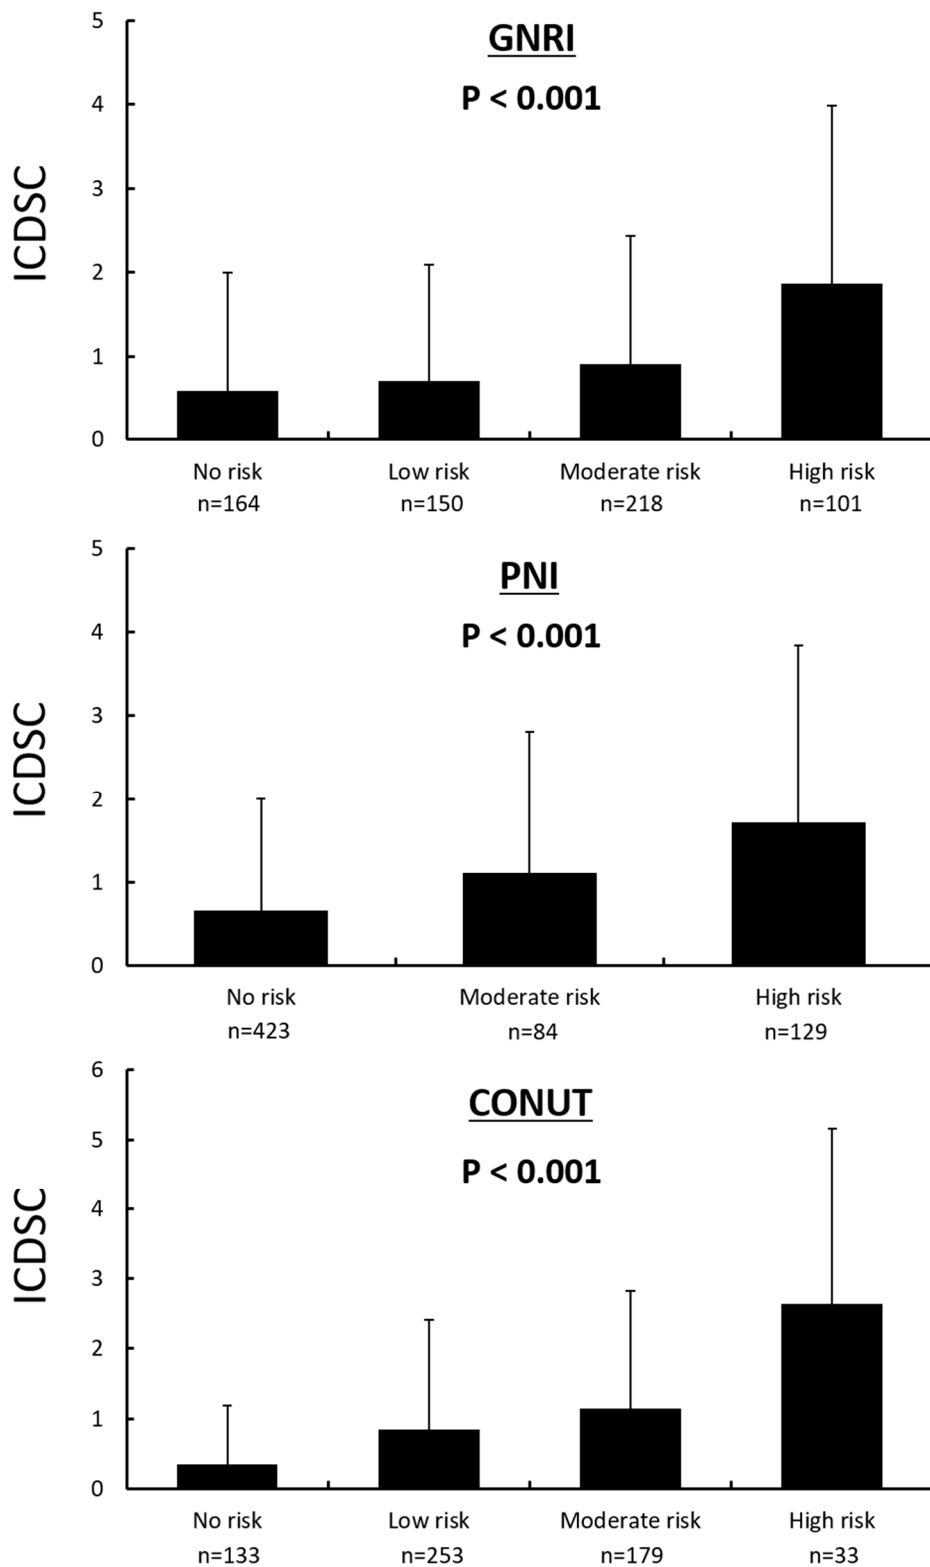 GNRI
P < 0.001
ICDSC
5
4
3
2
1
0
No risk Low risk Moderate risk High risk
n=164 n=150 n=218 n=101
PNI
P < 0.001
ICDSC
5
4
3
2
1
0
No risk Moderate risk High risk
n=423 n=84 n=129
CONUT
P < 0.001
ICDSC
6
5
4
3
2
1
0
No risk Low risk Moderate risk High risk
n=133 n=253 n=179 n=33